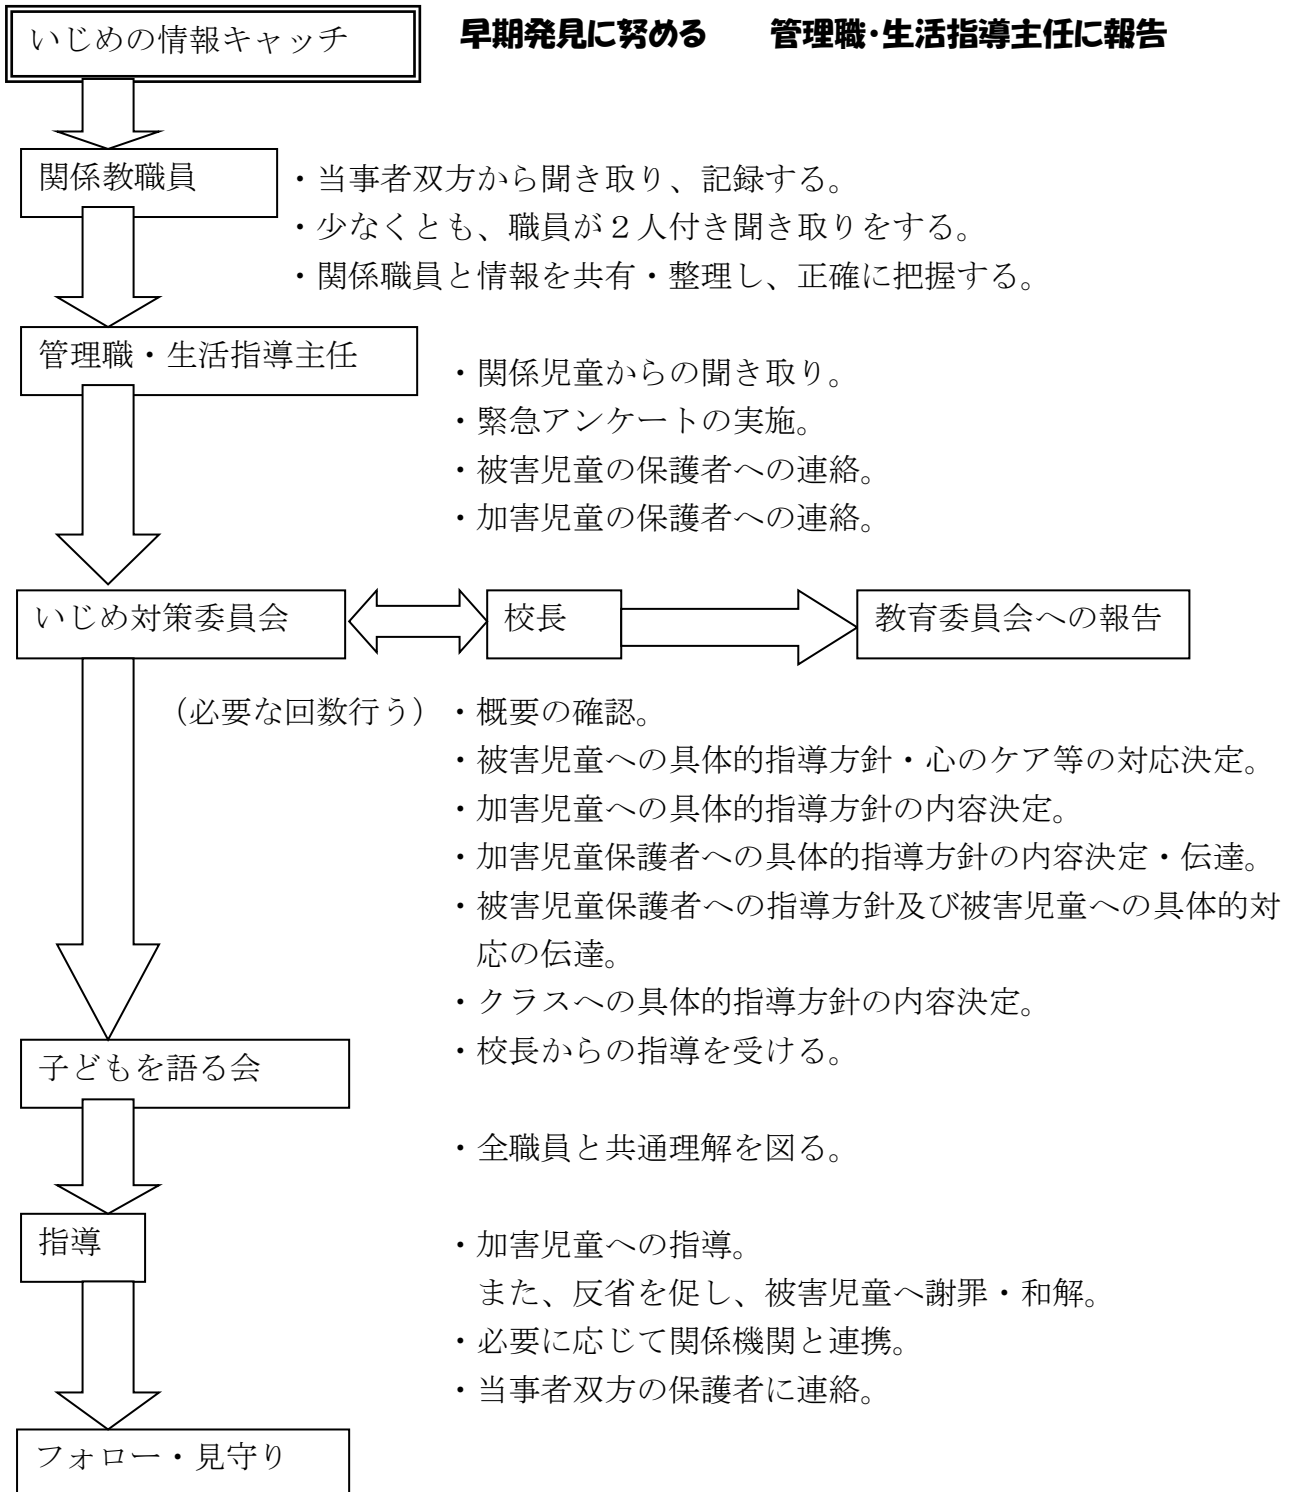 いじめの情報キャッチ
早期発見に努める　　管理職・生活指導主任に報告
関係教職員
・当事者双方から聞き取り、記録する。
・少なくとも、職員が２人付き聞き取りをする。
・関係職員と情報を共有・整理し、正確に把握する。
管理職・生活指導主任
・関係児童からの聞き取り。
・緊急アンケートの実施。
・被害児童の保護者への連絡。
・加害児童の保護者への連絡。
いじめ対策委員会
校長
教育委員会への報告
（必要な回数行う）・概要の確認。
・被害児童への具体的指導方針・心のケア等の対応決定。
・加害児童への具体的指導方針の内容決定。
・加害児童保護者への具体的指導方針の内容決定・伝達。
・被害児童保護者への指導方針及び被害児童への具体的対
応の伝達。
・クラスへの具体的指導方針の内容決定。
・校長からの指導を受ける。
子どもを語る会
・全職員と共通理解を図る。
指導
・加害児童への指導。
また、反省を促し、被害児童へ謝罪・和解。
・必要に応じて関係機関と連携。
・当事者双方の保護者に連絡。
フォロー・見守り